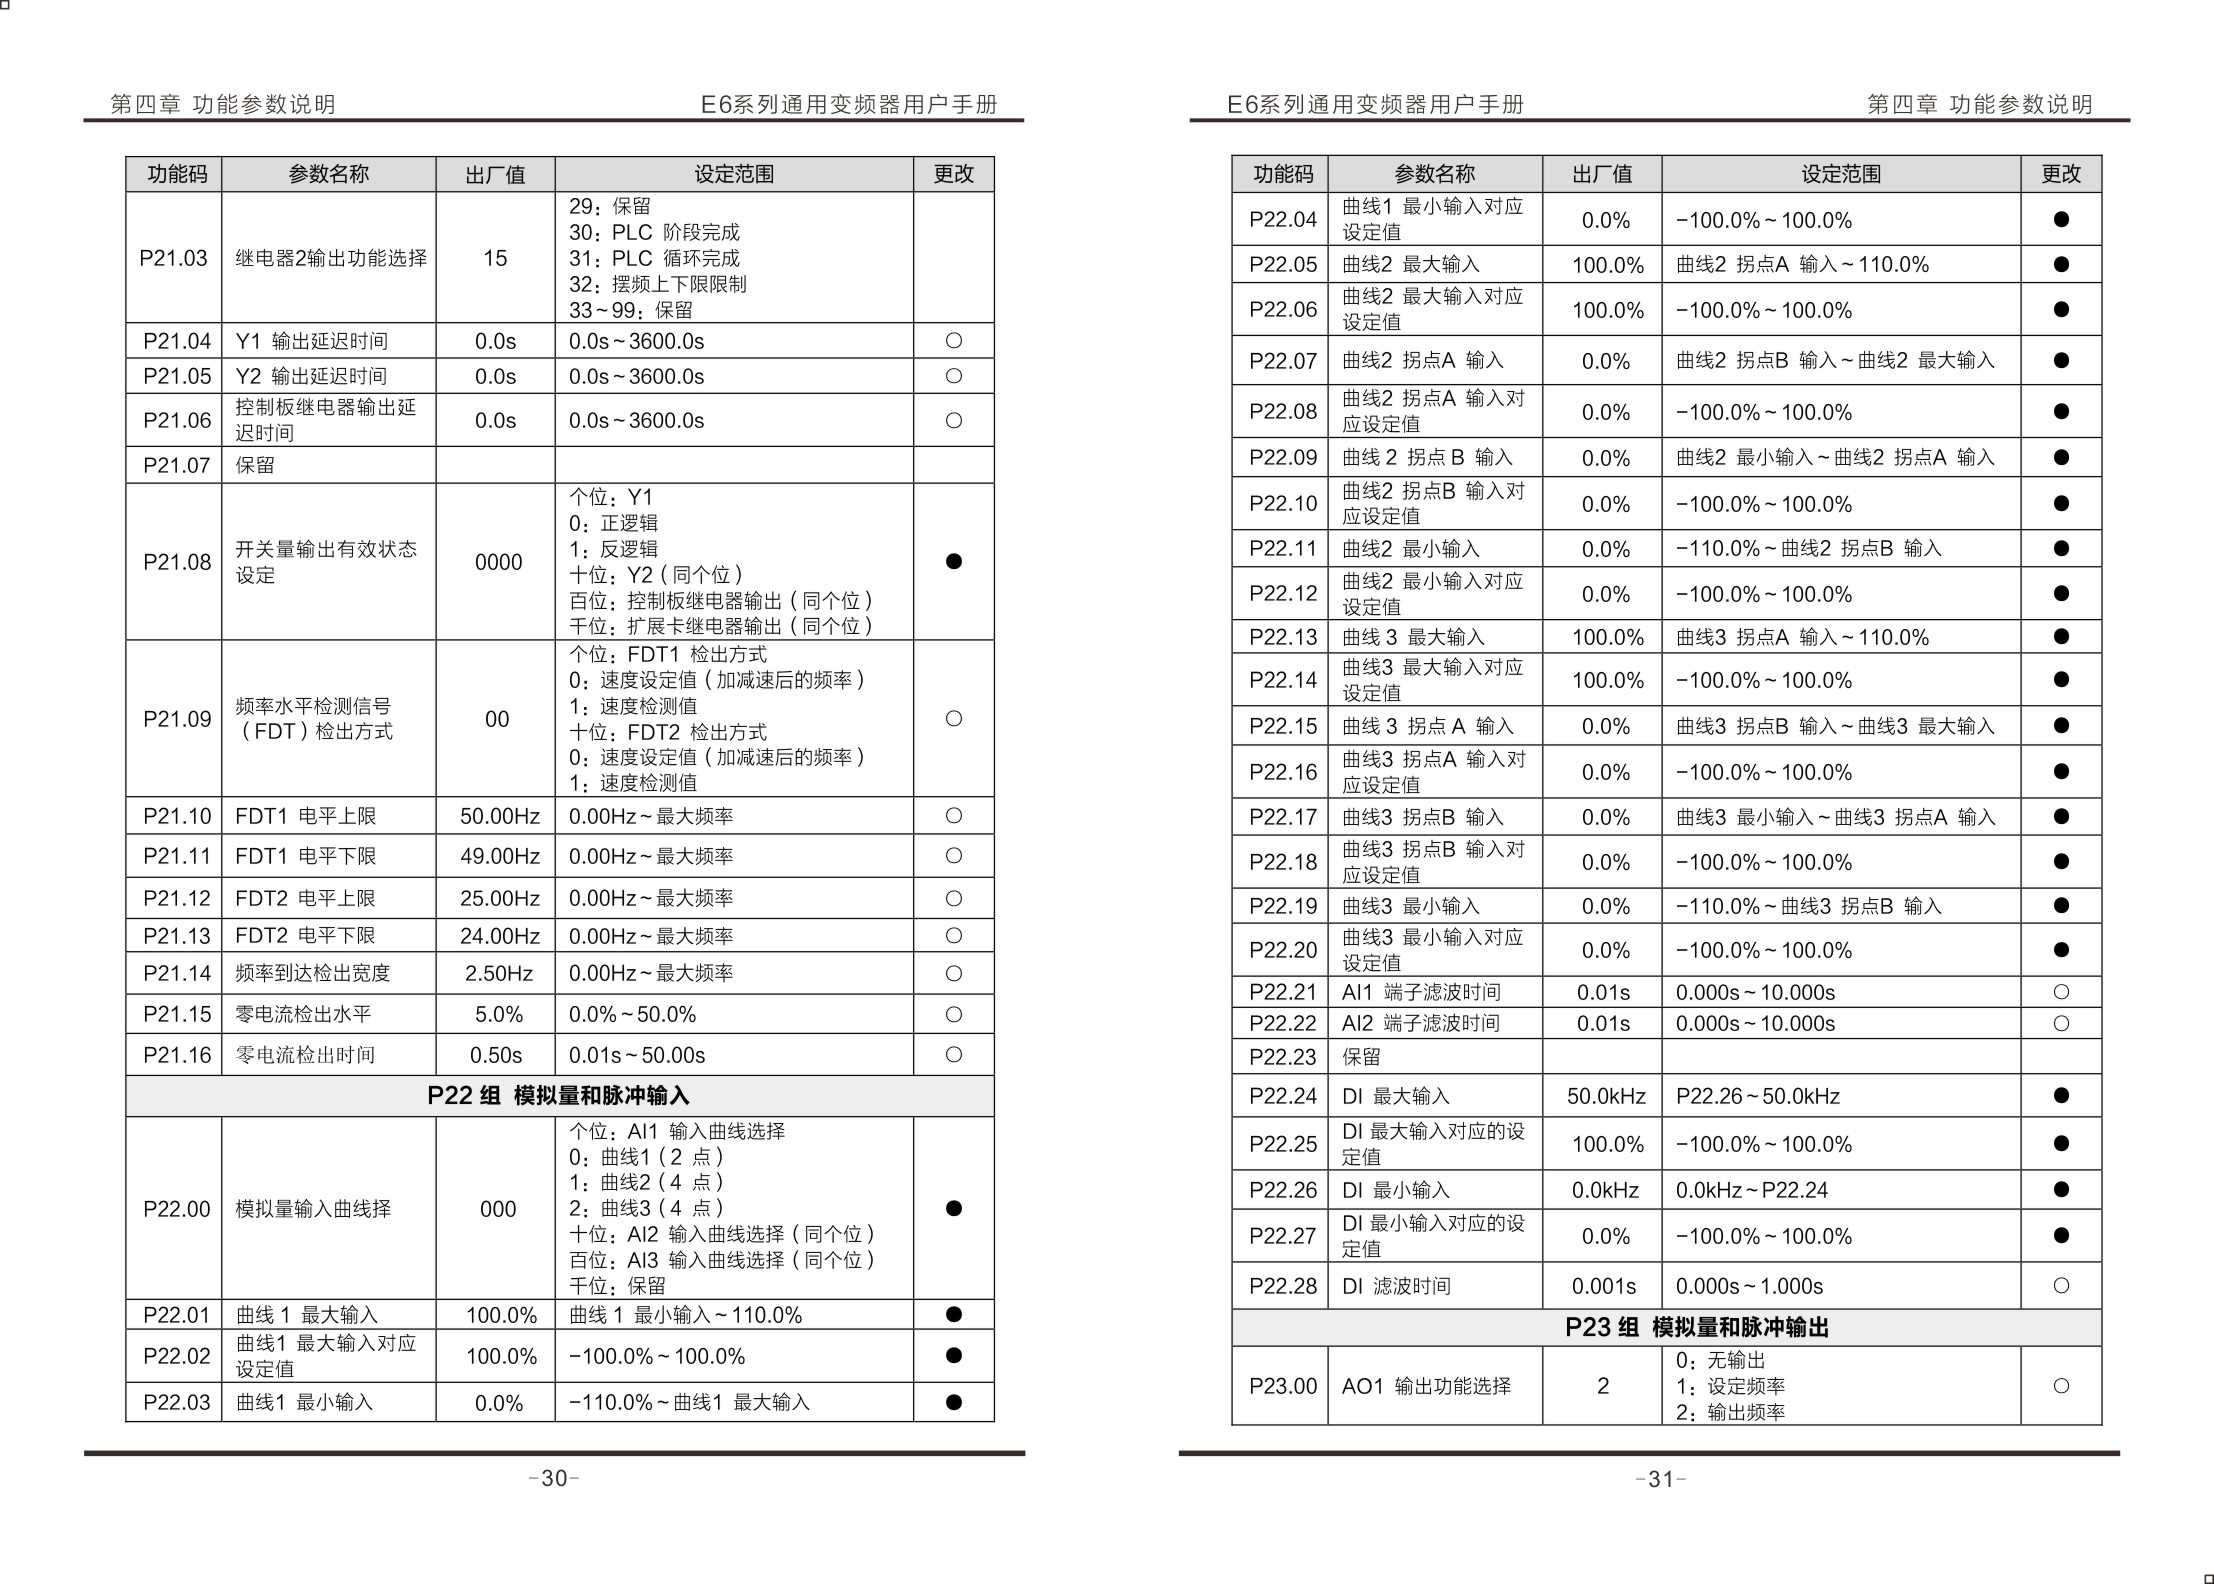 第四章 功能参数说明 E6系列通用变频器用户手册
功能码 参数名称 出厂值 设定范围 更改
P21.03 继电器2输出功能选择 15
29：保留
30：PLC 阶段完成
31：PLC 循环完成
32：摆频上下限限制
33～99：保留
P21.04 Y1 输出延迟时间 0.0s 0.0s～3600.0s ○
P21.05 Y2 输出延迟时间 0.0s 0.0s～3600.0s ○
P21.06 控制板继电器输出延
迟时间 0.0s 0.0s～3600.0s ○
P21.07 保留
P21.08 开关量输出有效状态
设定 0000
个位：Y1
0：正逻辑
1：反逻辑
十位：Y2（同个位）
百位：控制板继电器输出（同个位）
千位：扩展卡继电器输出（同个位）
●
P21.09 频率水平检测信号
（FDT）检出方式 00
个位：FDT1 检出方式
0：速度设定值（加减速后的频率）
1：速度检测值
十位：FDT2 检出方式
0：速度设定值（加减速后的频率）
1：速度检测值
○
P21.10 FDT1 电平上限 50.00Hz 0.00Hz～最大频率 ○
P21.11 FDT1 电平下限 49.00Hz 0.00Hz～最大频率 ○
P21.12 FDT2 电平上限 25.00Hz 0.00Hz～最大频率 ○
P21.13 FDT2 电平下限 24.00Hz 0.00Hz～最大频率 ○
P21.14 频率到达检出宽度 2.50Hz 0.00Hz～最大频率 ○
P21.15 零电流检出水平 5.0% 0.0%～50.0% ○
P21.16 零电流检出时间 0.50s 0.01s～50.00s ○
P22 组 模拟量和脉冲输入
P22.00 模拟量输入曲线择 000
个位：AI1 输入曲线选择
0：曲线1（2 点）
1：曲线2（4 点）
2：曲线3（4 点）
十位：AI2 输入曲线选择（同个位）
百位：AI3 输入曲线选择（同个位）
千位：保留
●
P22.01 曲线 1 最大输入 100.0% 曲线 1 最小输入～110.0% ●
P22.02 曲线1 最大输入对应
设定值 100.0% -100.0%～100.0% ●
P22.03 曲线1 最小输入 0.0% -110.0%～曲线1 最大输入 ●
-30-
E6系列通用变频器用户手册 第四章 功能参数说明
功能码 参数名称 出厂值 设定范围 更改
P22.04 曲线1 最小输入对应
设定值 0.0% -100.0%～100.0% ●
P22.05 曲线2 最大输入 100.0% 曲线2 拐点A 输入～110.0% ●
P22.06 曲线2 最大输入对应
设定值 100.0% -100.0%～100.0% ●
P22.07 曲线2 拐点A 输入 0.0% 曲线2 拐点B 输入～曲线2 最大输入 ●
P22.08 曲线2 拐点A 输入对
应设定值 0.0% -100.0%～100.0% ●
P22.09 曲线 2 拐点 B 输入 0.0% 曲线2 最小输入～曲线2 拐点A 输入 ●
P22.10 曲线2 拐点B 输入对
应设定值 0.0% -100.0%～100.0% ●
P22.11 曲线2 最小输入 0.0% -110.0%～曲线2 拐点B 输入 ●
P22.12 曲线2 最小输入对应
设定值 0.0% -100.0%～100.0% ●
P22.13 曲线 3 最大输入 100.0% 曲线3 拐点A 输入～110.0% ●
P22.14 曲线3 最大输入对应
设定值 100.0% -100.0%～100.0% ●
P22.15 曲线 3 拐点 A 输入 0.0% 曲线3 拐点B 输入～曲线3 最大输入 ●
P22.16 曲线3 拐点A 输入对
应设定值 0.0% -100.0%～100.0% ●
P22.17 曲线3 拐点B 输入 0.0% 曲线3 最小输入～曲线3 拐点A 输入 ●
P22.18 曲线3 拐点B 输入对
应设定值 0.0% -100.0%～100.0% ●
P22.19 曲线3 最小输入 0.0% -110.0%～曲线3 拐点B 输入 ●
P22.20 曲线3 最小输入对应
设定值 0.0% -100.0%～100.0% ●
P22.21 AI1 端子滤波时间 0.01s 0.000s～10.000s ○
P22.22 AI2 端子滤波时间 0.01s 0.000s～10.000s ○
P22.23 保留
P22.24 DI 最大输入 50.0kHz P22.26～50.0kHz ●
P22.25 DI 最大输入对应的设
定值 100.0% -100.0%～100.0% ●
P22.26 DI 最小输入 0.0kHz 0.0kHz～P22.24 ●
P22.27 DI 最小输入对应的设
定值 0.0% -100.0%～100.0% ●
P22.28 DI 滤波时间 0.001s 0.000s～1.000s ○
P23 组 模拟量和脉冲输出
P23.00 AO1 输出功能选择 2
0：无输出
1：设定频率
2：输出频率
○
-31-